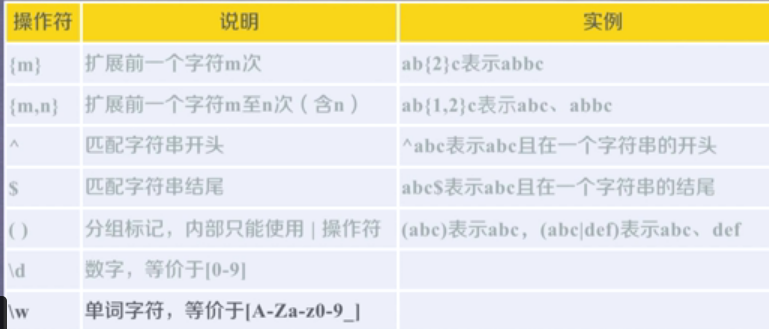 操作符 说明 实例
{m} 扩展前一个字符m次 ab{2}c表示abbc
{m,n} 扩展前一个字符m至n次（含n） ab{1,2}c表示abc、abbc
^ 匹配字符串开头 ^abc表示abc且在一个字符串的开头
$ 匹配字符串结尾 abc$表示abc且在一个字符串的结尾
( ) 分组标记，内部只能使用 | 操作符 (abc)表示abc，(abc|def)表示abc、def
\d 数字，等价于[0-9]
\w 单词字符，等价于[A-Za-z0-9_]